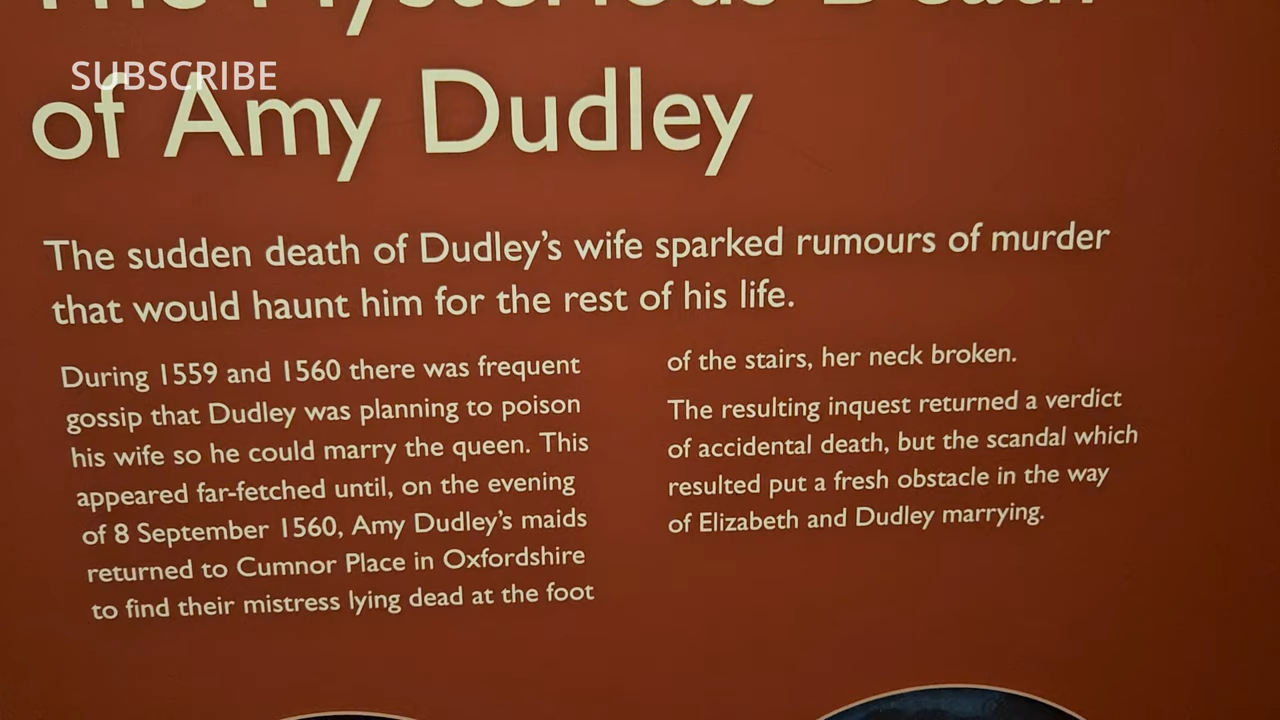 The Mysterious Death
SUBSCRIBE
of Amy Dudley
The sudden death of Dudley's wife sparked rumours of murder
that would haunt him for the rest of his life.
During 1559 and 1560 there was frequent
gossip that Dudley was planning to poison
his wife so he could marry the queen. This
appeared far-fetched until, on the evening
of 8 September 1560, Amy Dudley's maids
returned to Cumnor Place in Oxfordshire
to find their mistress lying dead at the foot
of the stairs, her neck broken.
The resulting inquest returned a verdict
of accidental death, but the scandal which
resulted put a fresh obstacle in the way
of Elizabeth and Dudley marrying.